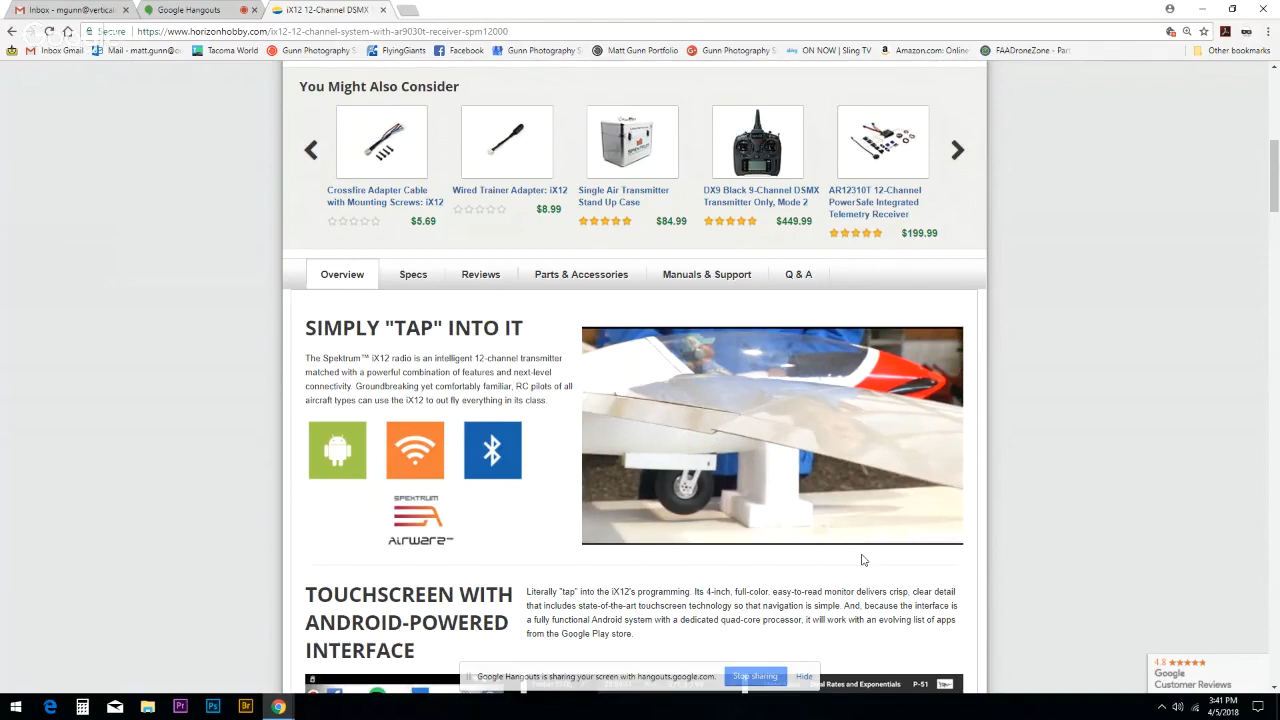 Inbox - mgunn@vertical
Google Hangouts
iX12 12-Channel DSMX
Secure
https://www.horizonhobby.com/ix12-12-channel-system-with-ar9030t-receiver-spm12000
Inbox Gmail
Mail - matt.gunn@
Tacoma World
Gunn Photography
FlyingGiants
Facebook
Gunn Photography
Matt Gunn Portfolio
Gunn Photography
ON NOW | Sling TV
Amazon.com: Online
FAADroneZone - Part
Other bookmarks
You Might Also Consider
Crossfire Adapter Cable
with Mounting Screws: iX12
$5.69
Wired Trainer Adapter: iX12
$8.99
Single Air Transmitter
Stand Up Case
$84.99
DX9 Black 9-Channel DSMX
Transmitter Only, Mode 2
$449.99
AR12310T 12-Channel
PowerSafe Integrated
Telemetry Receiver
$199.99
Overview
Specs
Reviews
Parts & Accessories
Manuals & Support
Q & A
SIMPLY "TAP" INTO IT
The Spektrum™ iX12 radio is an intelligent 12-channel transmitter
matched with a powerful combination of features and next-level
connectivity. Groundbreaking yet comfortably familiar, RC pilots of all
aircraft types can use the iX12 to out fly everything in its class.
SPEKTRUM
AIRWARE™
TOUCHSCREEN WITH
ANDROID-POWERED
INTERFACE
Literally "tap" into the iX12's programming. Its 4-inch, full-color, easy-to-read monitor delivers crisp, clear detail
that includes state-of-the-art touchscreen technology so that navigation is simple. And, because the interface is
a fully functional Android system with a dedicated quad-core processor, it will work with an evolving list of apps
from the Google Play store.
Google Hangouts is sharing your screen with hangouts.google.com.
Stop sharing
Hide
Dual Rates and Exponentials
P-51
4.8
Google
Customer Reviews
3:41 PM
4/5/2018